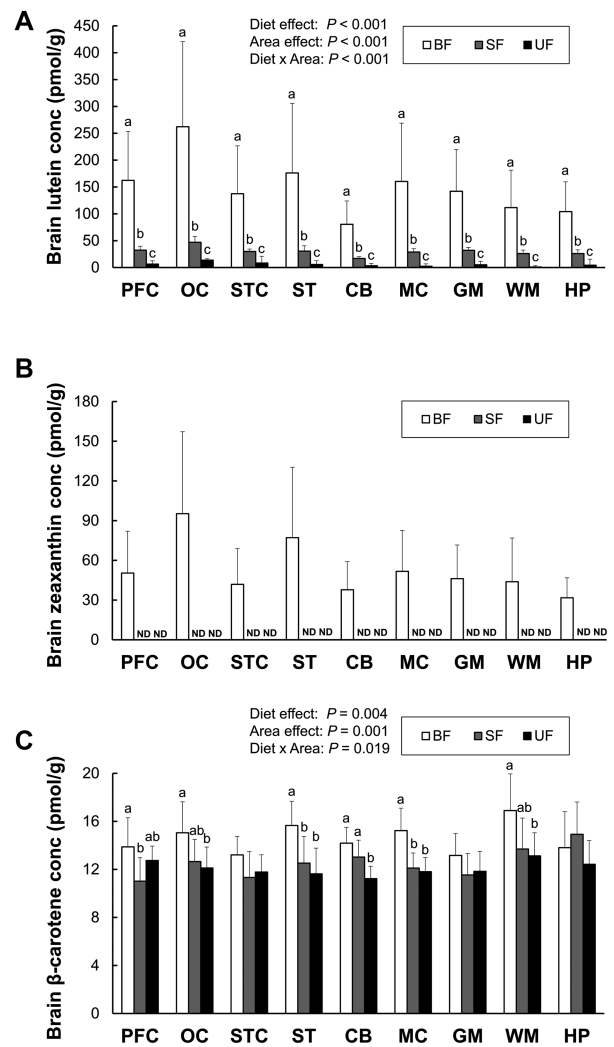 A
Diet effect: P < 0.001
Area effect: P < 0.001
Diet x Area: P < 0.001
BF SF UF
Brain lutein conc (pmol/g)
450
400
350
300
250
200
150
100
50
0
a b c a b c a b c a b c a b c a b c a b c a b c a b c
PFC OC STC ST CB MC GM WM HP
B
BF SF UF
Brain zeaxanthin conc (pmol/g)
180
150
120
90
60
30
0
ND ND ND ND ND ND ND ND ND ND ND ND ND ND ND ND ND ND
PFC OC STC ST CB MC GM WM HP
Diet effect: P = 0.004
Area effect: P = 0.001
Diet x Area: P = 0.019
C
BF SF UF
Brain β-carotene conc (pmol/g)
20
16
12
8
4
0
a b ab a ab b a b b a a b a b b a ab b
PFC OC STC ST CB MC GM WM HP